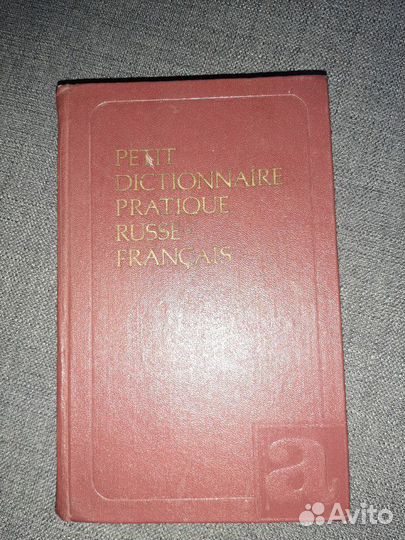 PETIT
DICTIONNAIRE
PRATIQUE
RUSSE
FRANÇAIS
a
Avito